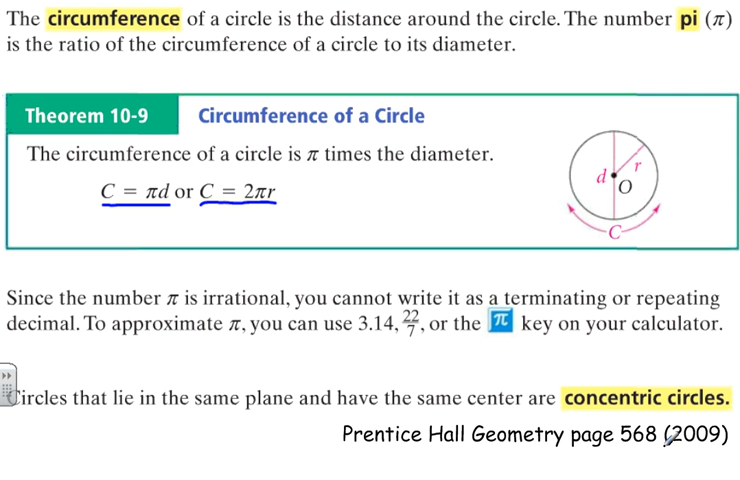 The circumference of a circle is the distance around the circle. The number pi (π)
is the ratio of the circumference of a circle to its diameter.
Theorem 10-9 Circumference of a Circle
The circumference of a circle is π times the diameter.
C = πd or C = 2πr
d r
O
C
Since the number π is irrational, you cannot write it as a terminating or repeating
decimal. To approximate π, you can use 3.14, 22/7, or the π key on your calculator.
Circles that lie in the same plane and have the same center are concentric circles.
Prentice Hall Geometry page 568 (2009)